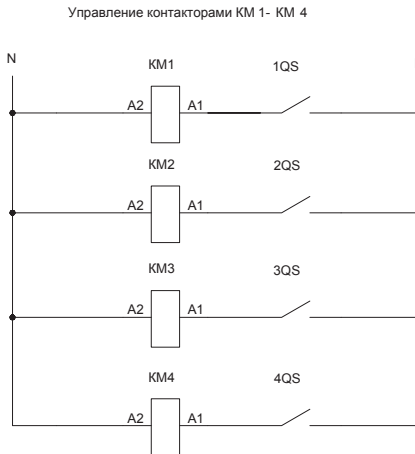 Управление контакторами КМ 1- КМ 4
N
КМ1
1QS
A2
A1
КМ2
2QS
A2
A1
КМ3
3QS
A2
A1
КМ4
4QS
A2
A1